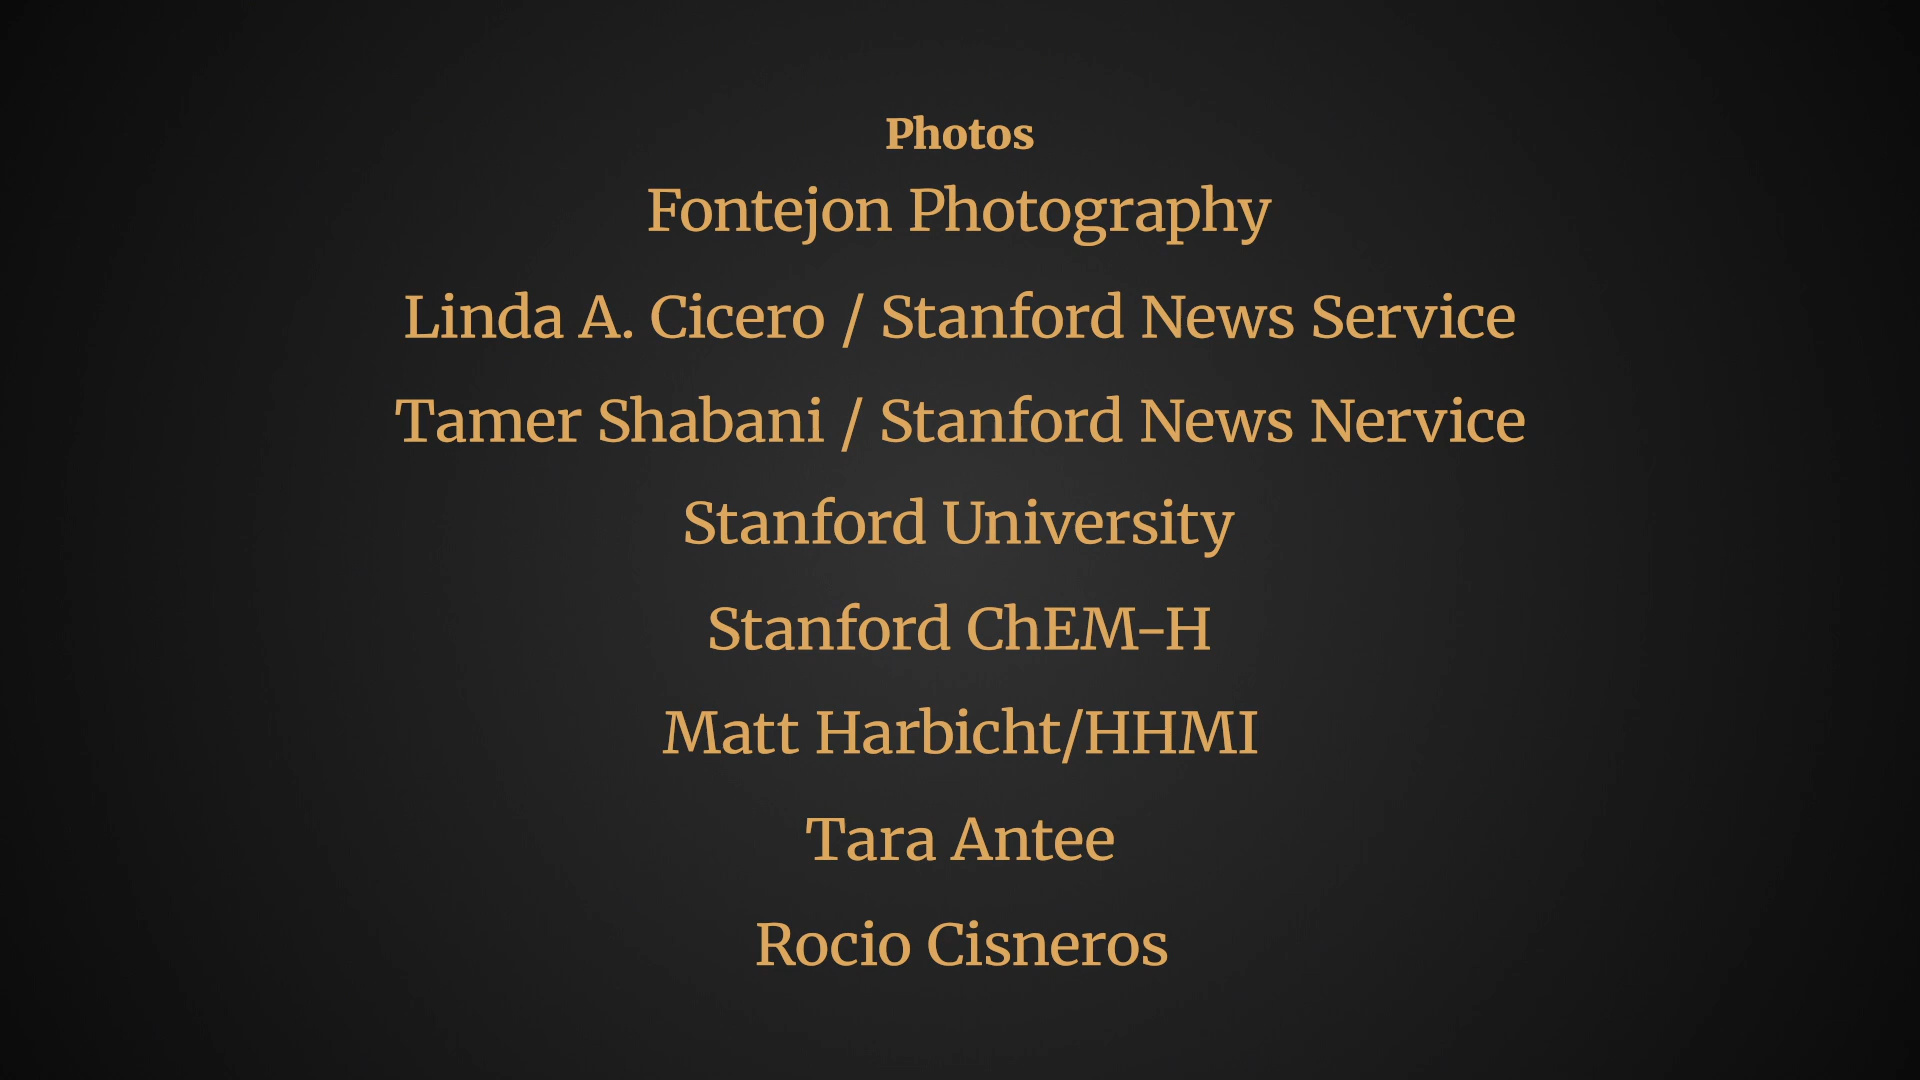 Photos
Fontejon Photography
Linda A. Cicero / Stanford News Service
Tamer Shabani / Stanford News Nervice
Stanford University
Stanford ChEM-H
Matt Harbicht/HHMI
Tara Antee
Rocio Cisneros